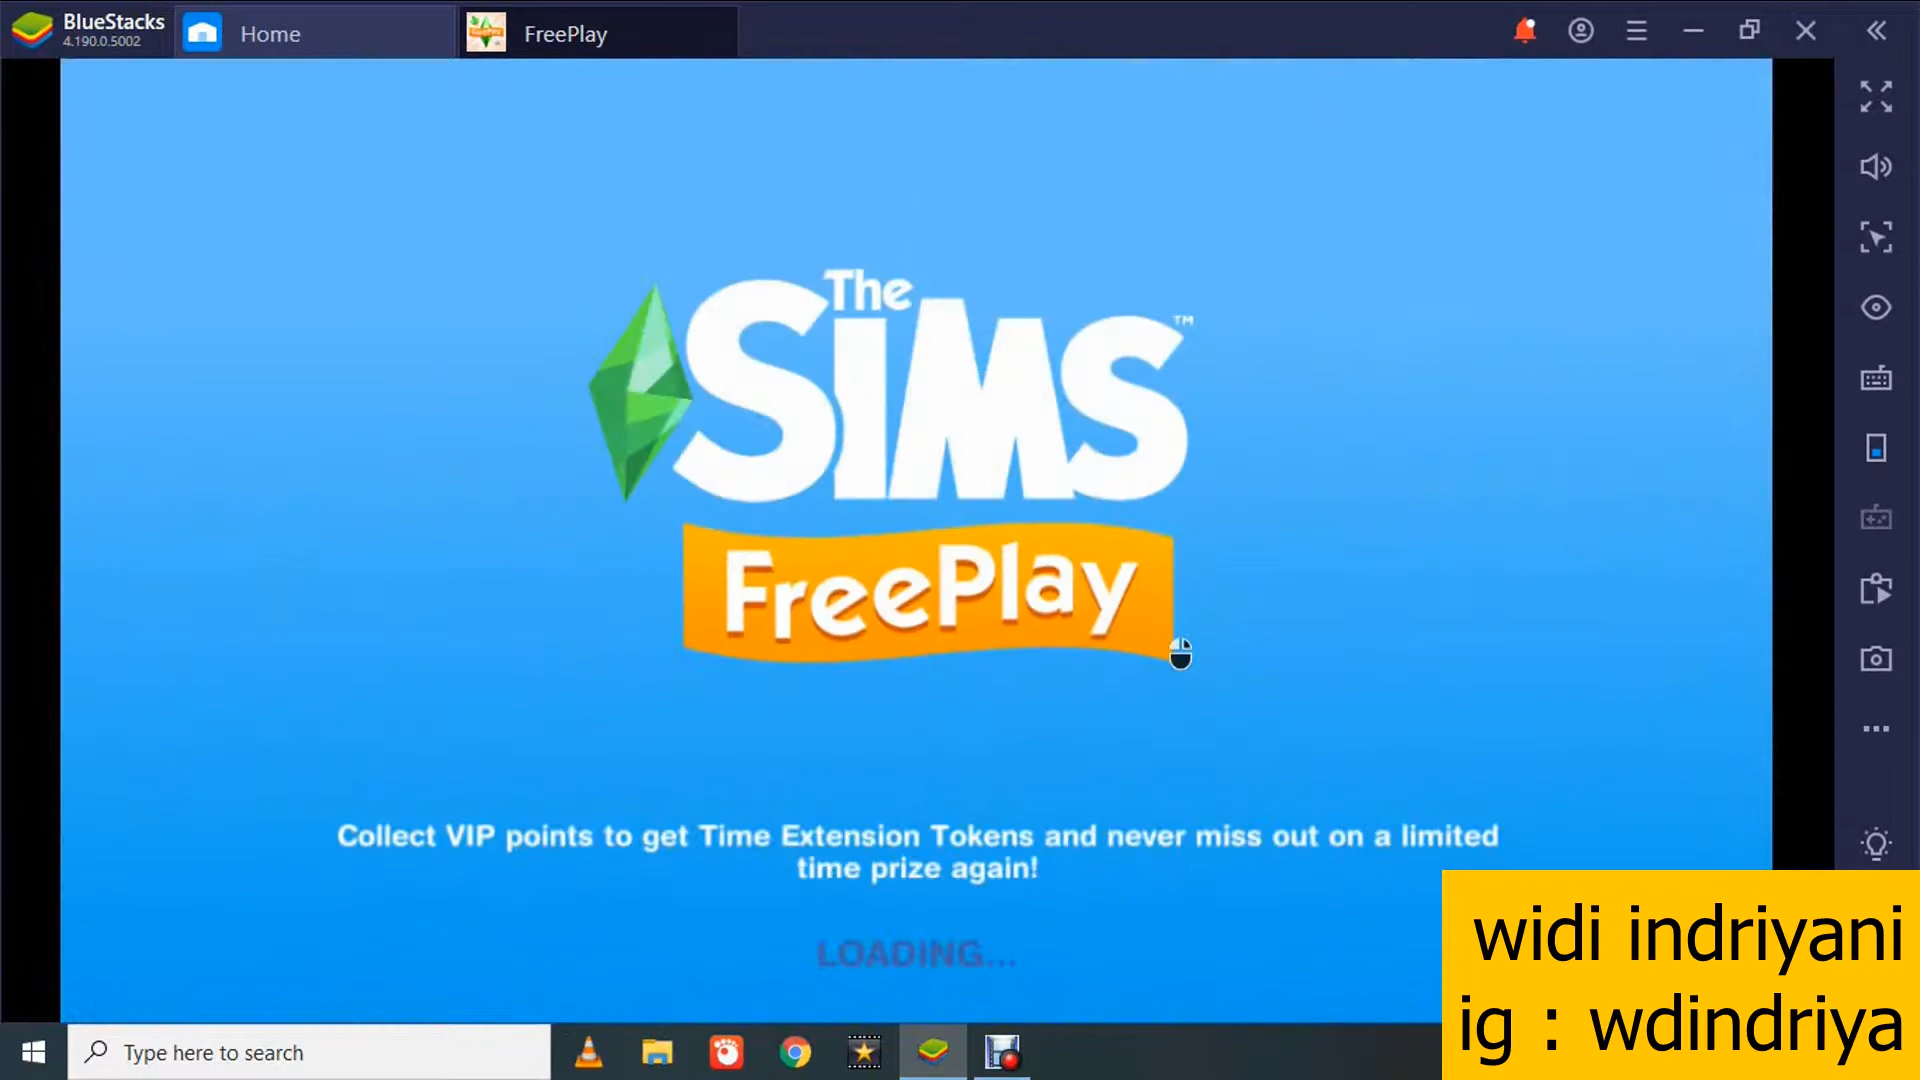 BlueStacks
4.190.0.5002
Home
FreePlay
The
SIMS
TM
FreePlay
Collect VIP points to get Time Extension Tokens and never miss out on a limited
time prize again!
LOADING...
widi indriyani
ig : wdindriya
Type here to search